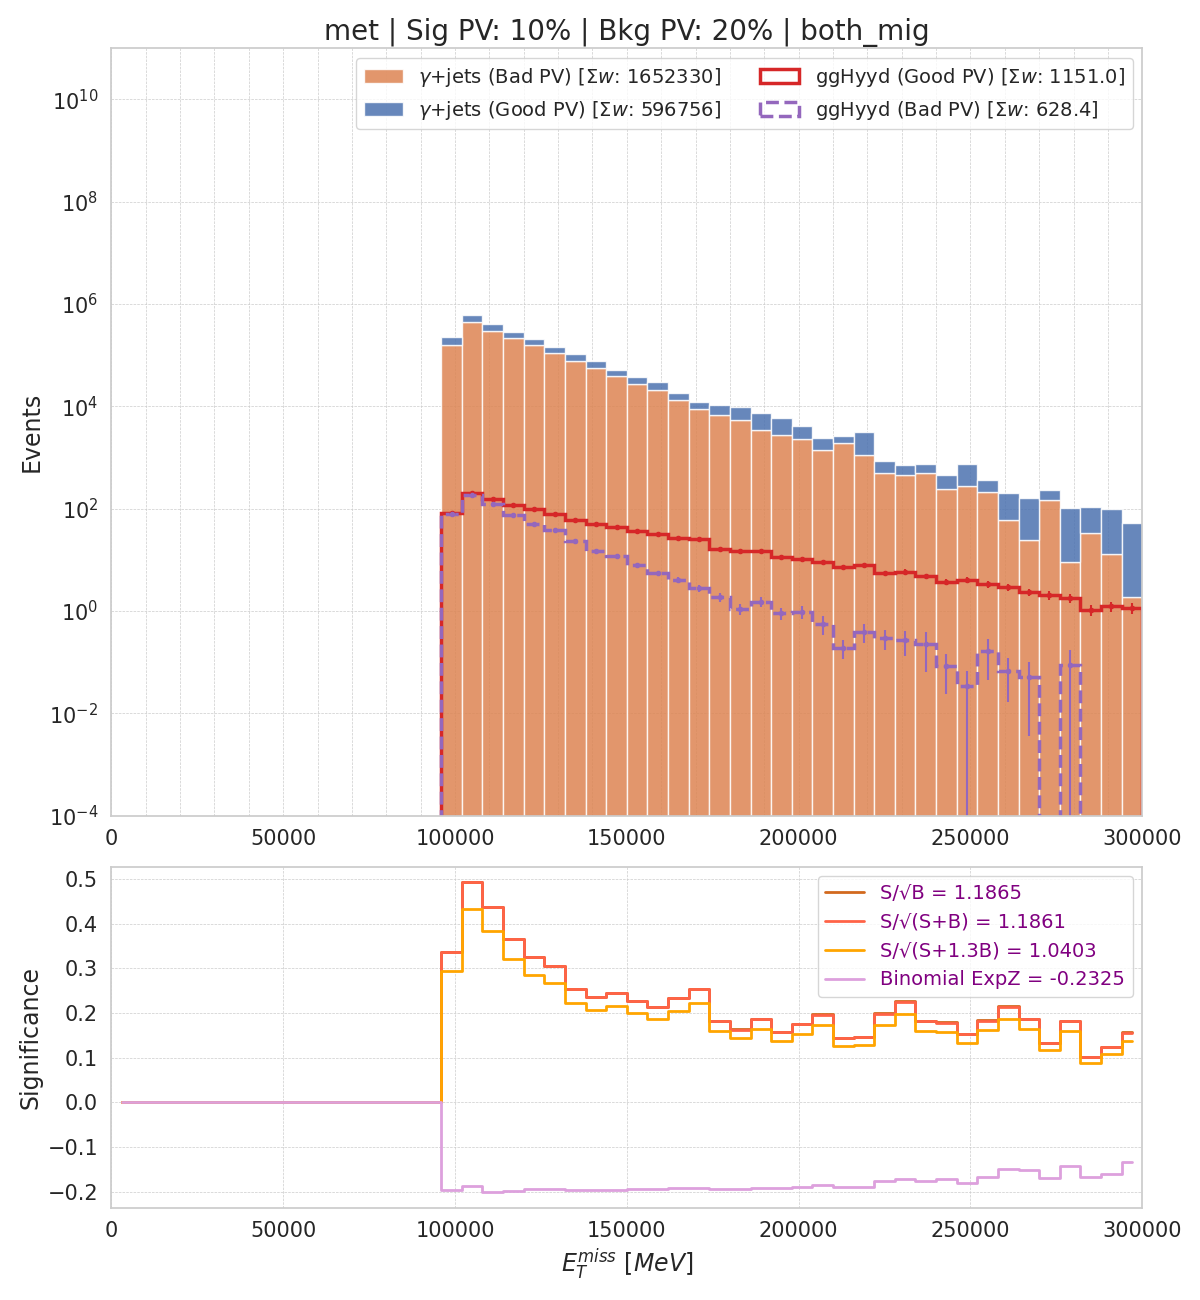 met | Sig PV: 10% | Bkg PV: 20% | both_mig
γ+jets (Bad PV) [Σw: 1652330]
γ+jets (Good PV) [Σw: 596756]
ggHyyd (Good PV) [Σw: 1151.0]
ggHyyd (Bad PV) [Σw: 628.4]
Events
10^10
10^8
10^6
10^4
10^2
10^0
10^−2
10^−4
0 50000 100000 150000 200000 250000 300000
Significance
0.5
0.4
0.3
0.2
0.1
0.0
−0.1
−0.2
S/√B = 1.1865
S/√(S+B) = 1.1861
S/√(S+1.3B) = 1.0403
Binomial ExpZ = -0.2325
0 50000 100000 150000 200000 250000 300000
E_T^miss [MeV]